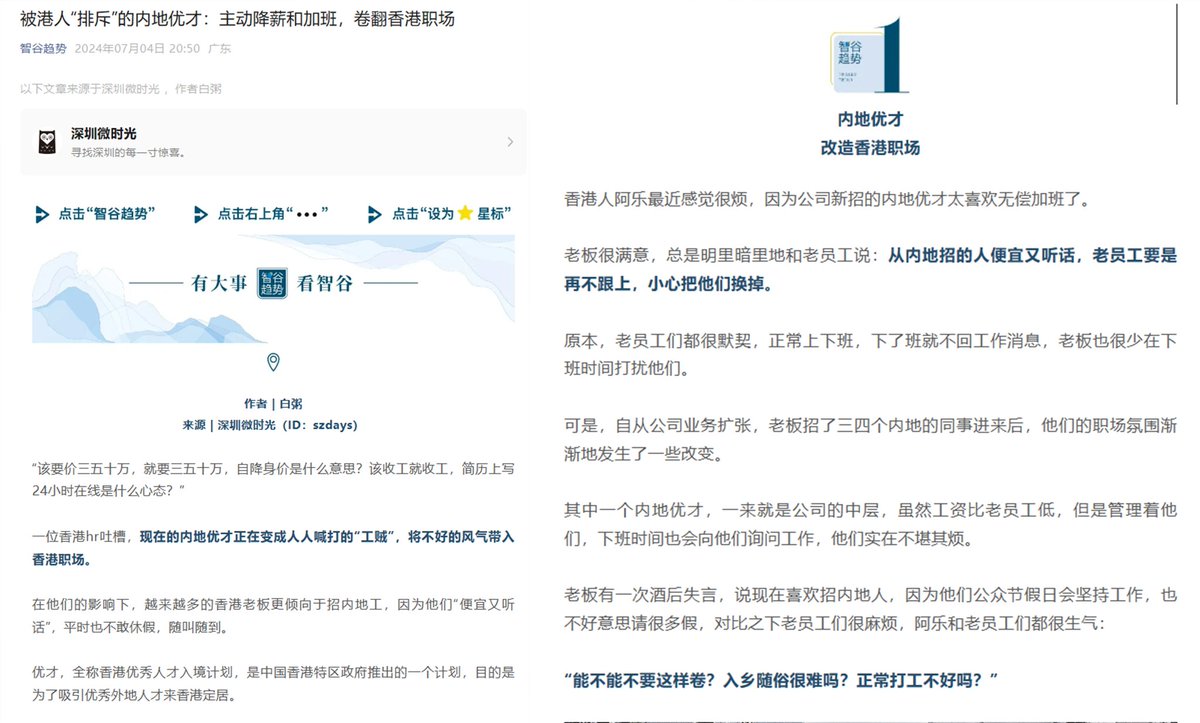 被港人“排斥”的内地优才：主动降薪和加班，卷翻香港职场
智谷趋势 2024年07月04日 20:50 广东
以下文章来源于深圳微时光 ，作者白粥
深圳微时光
寻找深圳的每一寸惊喜。
点击“智谷趋势” 点击右上角“•••” 点击“设为⭐星标”
有大事 智谷趋势 看智谷
作者 | 白粥
来源 | 深圳微时光（ID：szdays)
“该要价三五十万，就要三五十万，自降身价是什么意思？该收工就收工，简历上写
24小时在线是什么心态？”
一位香港hr吐槽，现在的内地优才正在变成人人喊打的“工贼”，将不好的风气带入
香港职场。
在他们的影响下，越来越多的香港老板更倾向于招内地工，因为他们“便宜又听
话”，平时也不敢休假，随叫随到。
优才，全称香港优秀人才入境计划，是中国香港特区政府推出的一个计划，目的是
为了吸引优秀外地人才来香港定居。
智谷
趋势
1
内地优才
改造香港职场
香港人阿乐最近感觉很烦，因为公司新招的内地优才太喜欢无偿加班了。
老板很满意，总是明里暗里地和老员工说：从内地招的人便宜又听话，老员工要是
再不跟上，小心把他们换掉。
原本，老员工们都很默契，正常上下班，下了班就不回工作消息，老板也很少在下
班时间打扰他们。
可是，自从公司业务扩张，老板招了三四个内地的同事进来后，他们的职场氛围渐
渐地发生了一些改变。
其中一个内地优才，一来就是公司的中层，虽然工资比老员工低，但是管理着他
们，下班时间也会向他们询问工作，他们实在不堪其烦。
老板有一次酒后失言，说现在喜欢招内地人，因为他们公众节假日会坚持工作，也
不好意思请很多假，对比之下老员工们很麻烦，阿乐和老员工们都很生气：
“能不能不要这样卷？入乡随俗很难吗？正常打工不好吗？”